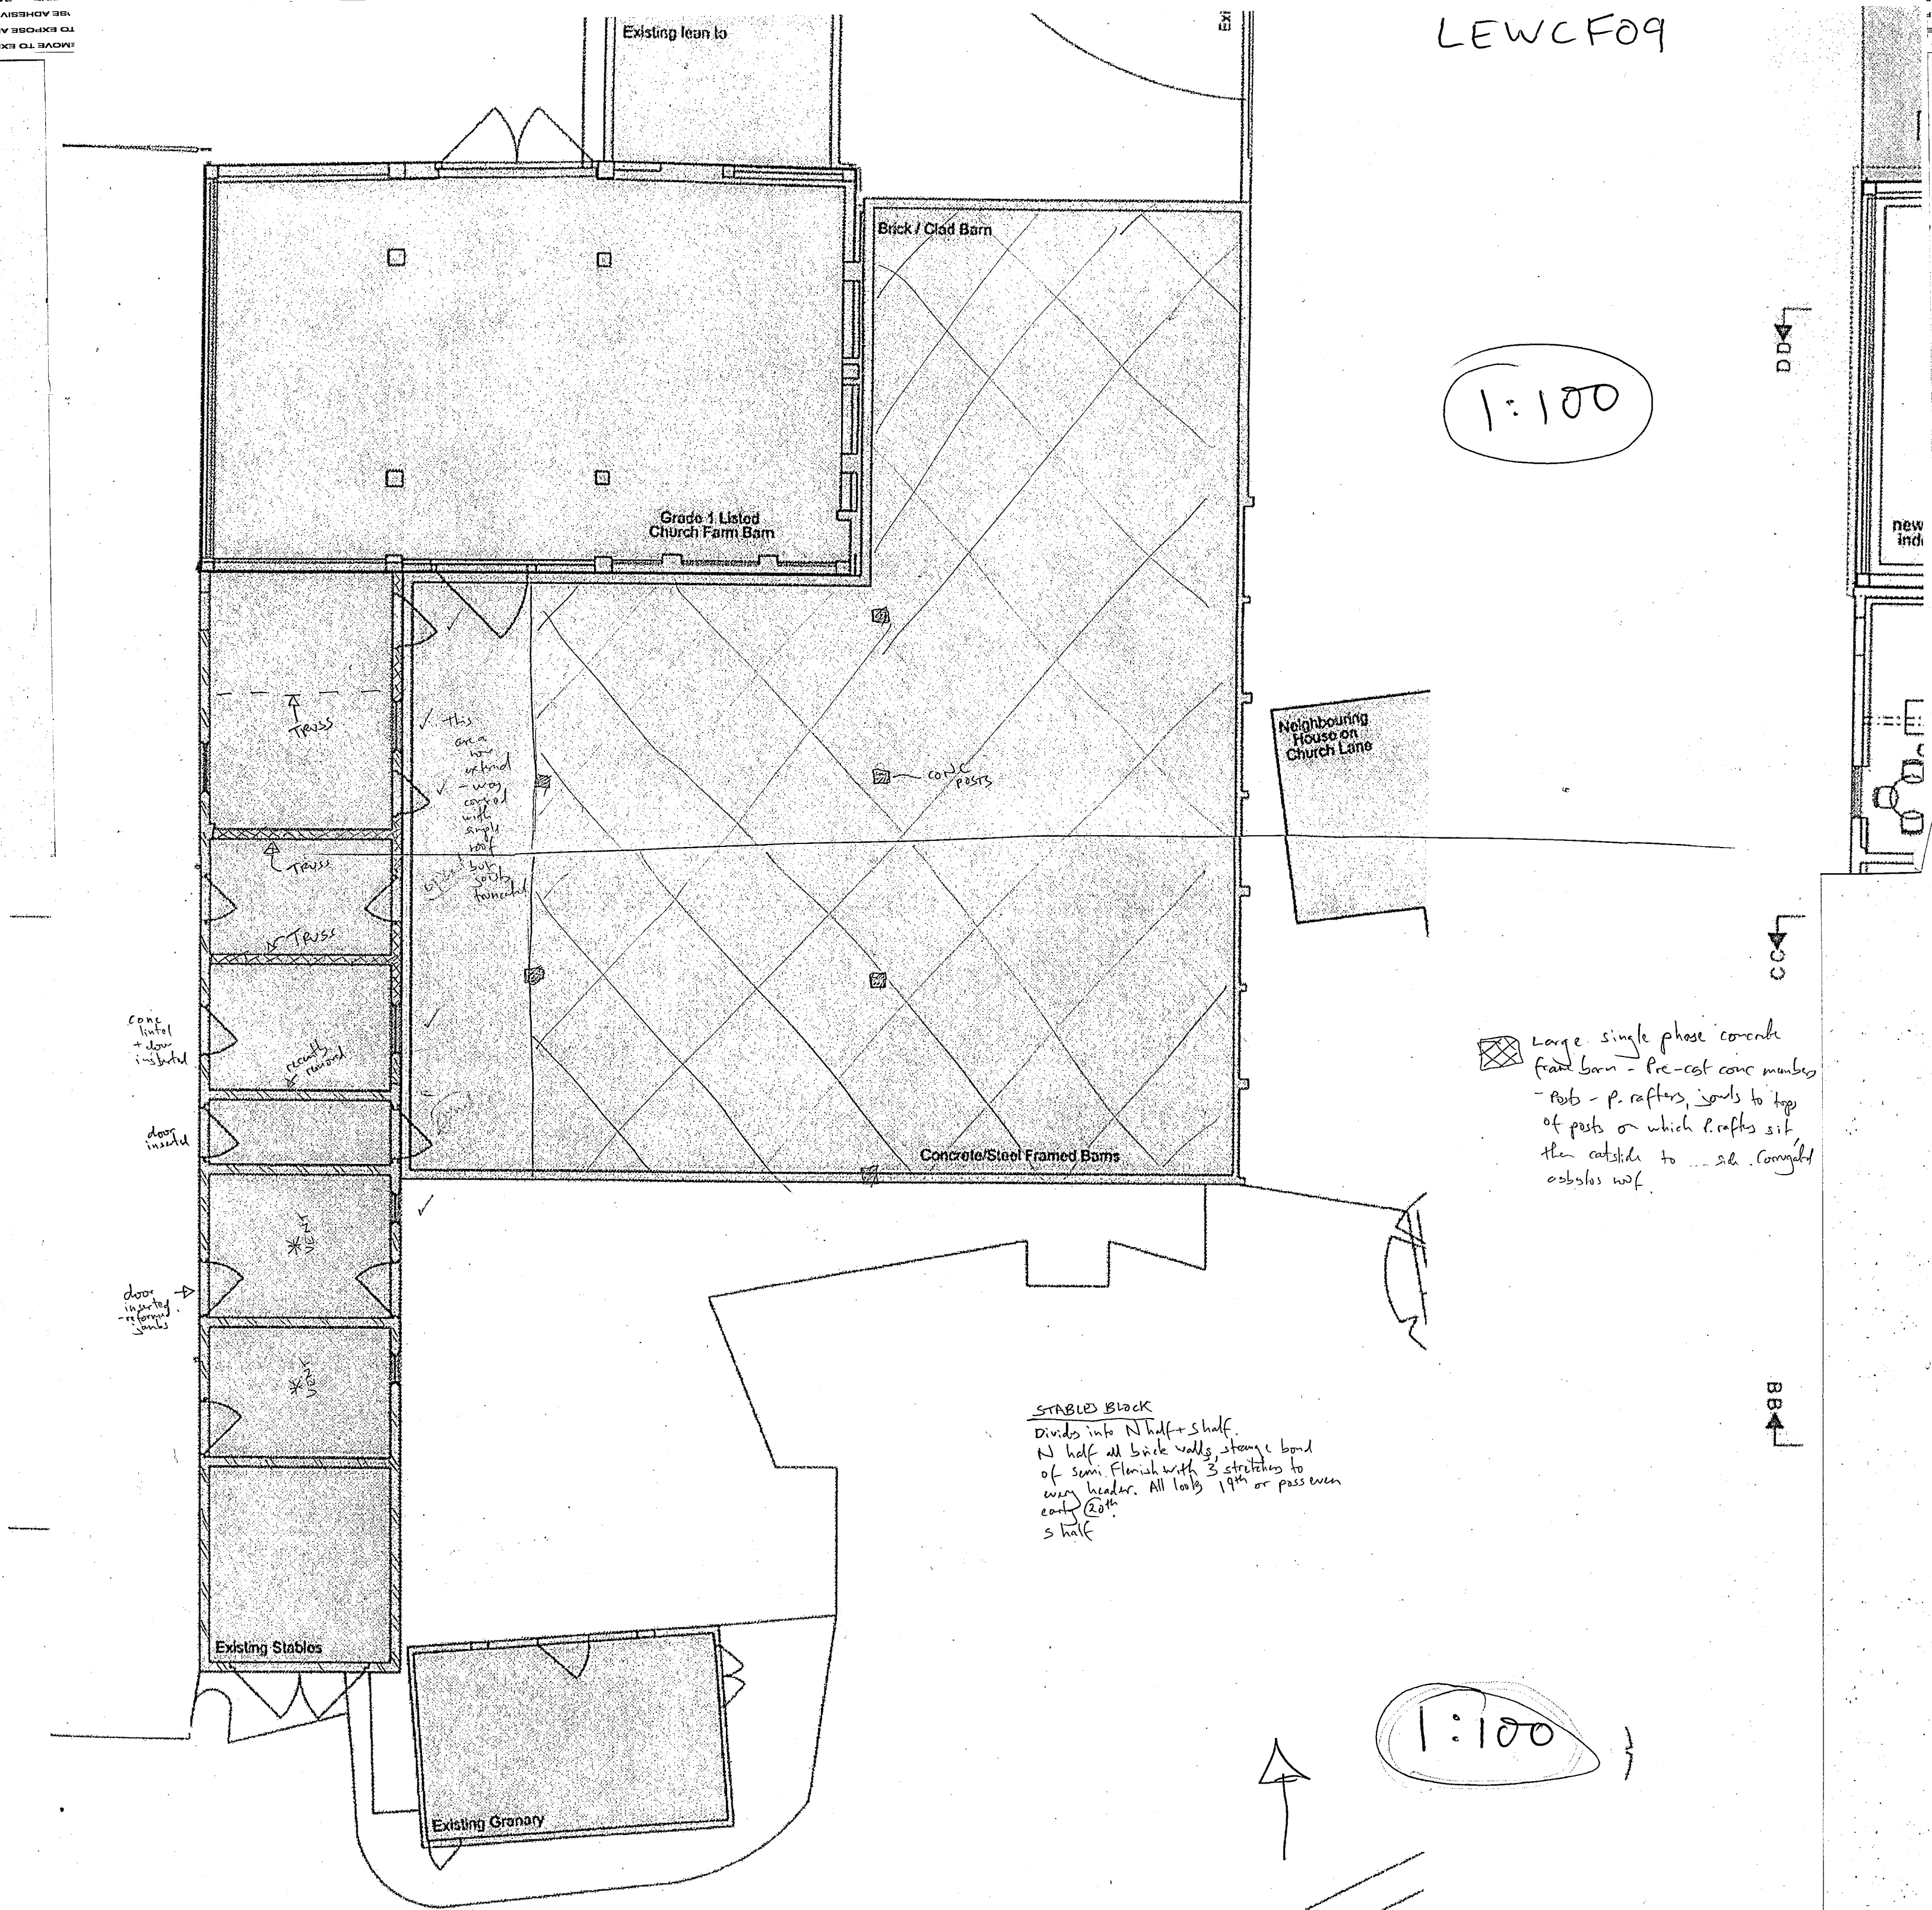 LEWCF09
Existing lean to
Exi
Brick / Clad Barn
1:100
DD
Grade 1 Listed
Church Farm Barn
new
indi
Neighbouring
House on
Church Lane
TRUSS
this
area
now
- was
with
simple
roof
but
truncated
CONC
POSTS
TRUSS
TRUSS
CC
conc
lintol
+ door
inserted
recently
removed
door
inserted
Large single phase concrete
frame barn - Pre-cast conc members
- Posts - P. rafters, jowls to tops
of posts on which P. rafters sit,
then catslide to ... side. Corrugated
asbestos roof.
Concrete/Steel Framed Barns
door
inserted
- reformed
jambs
* VENT
* VENT
BB
STABLES BLOCK
Divides into N half + S half.
N half all brick walls, strange bond
of semi Flemish with 3 stretchers to
every header. All looks 19th or poss even
early 20th.
S half
Existing Stables
Existing Granary
1:100